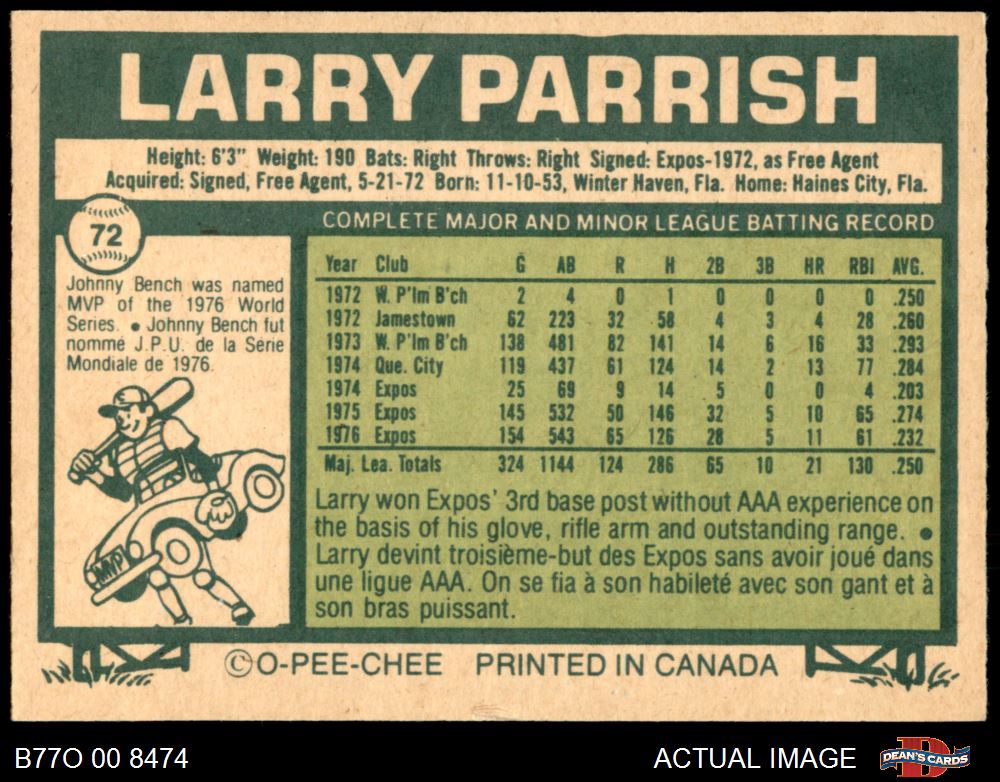 LARRY PARRISH
Height: 6'3" Weight: 190 Bats: Right Throws: Right Signed: Expos-1972, as Free Agent
Acquired: Signed, Free Agent, 5-21-72 Born: 11-10-53, Winter Haven, Fla. Home: Haines City, Fla.
72
Johnny Bench was named
MVP of the 1976 World
Series. ● Johnny Bench fut
nommé J.P.U. de la Série
Mondiale de 1976.
MVP
COMPLETE MAJOR AND MINOR LEAGUE BATTING RECORD
Year Club G AB R H 2B 3B HR RBI AVG.
1972 W. P'lm B'ch 2 4 0 1 0 0 0 0 .250
1972 Jamestown 62 223 32 58 4 3 4 28 .260
1973 W. P'lm B'ch 138 481 82 141 14 6 16 33 .293
1974 Que. City 119 437 61 124 14 2 13 77 .284
1974 Expos 25 69 9 14 5 0 0 4 .203
1975 Expos 145 532 50 146 32 5 10 65 .274
1976 Expos 154 543 65 126 28 5 11 61 .232
Maj. Lea. Totals 324 1144 124 286 65 10 21 130 .250
Larry won Expos' 3rd base post without AAA experience on
the basis of his glove, rifle arm and outstanding range. ●
Larry devint troisième-but des Expos sans avoir joué dans
une ligue AAA. On se fia à son habileté avec son gant et à
son bras puissant.
©O-PEE-CHEE PRINTED IN CANADA
B77O 00 8474
ACTUAL IMAGE
DEAN'S CARDS